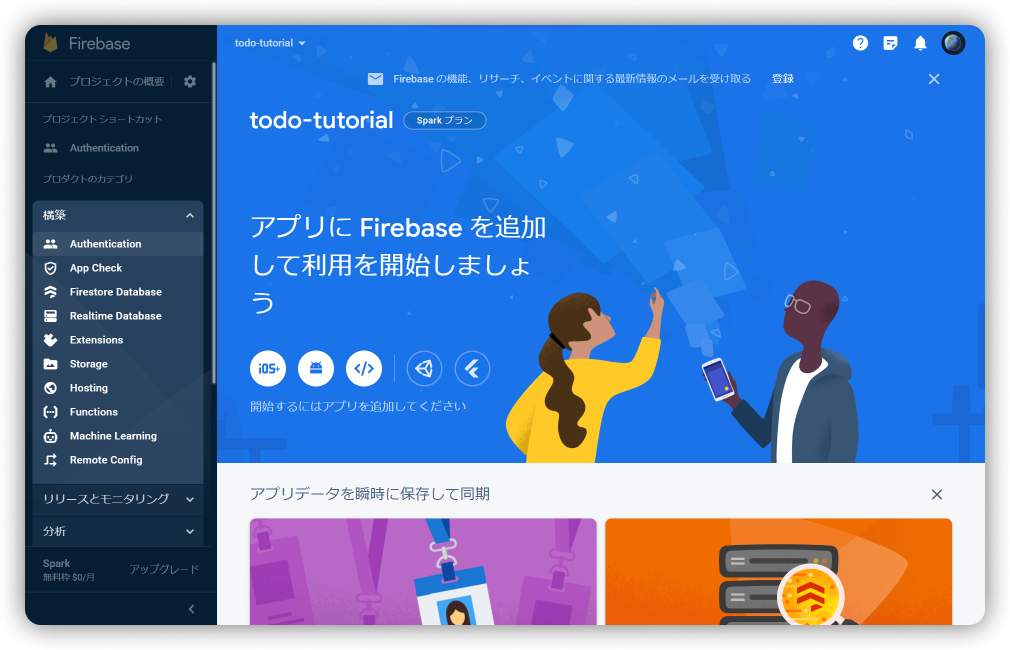 Firebase
プロジェクトの概要
プロジェクト ショートカット
Authentication
プロダクトのカテゴリ
構築
Authentication
App Check
Firestore Database
Realtime Database
Extensions
Storage
Hosting
Functions
Machine Learning
Remote Config
リリースとモニタリング
分析
Spark
無料枠 $0/月
アップグレード
todo-tutorial
Firebase の機能、リサーチ、イベントに関する最新情報のメールを受け取る 登録
todo-tutorial Spark プラン
アプリに Firebase を追加
して利用を開始しましょ
う
iOS+
開始するにはアプリを追加してください
アプリデータを瞬時に保存して同期